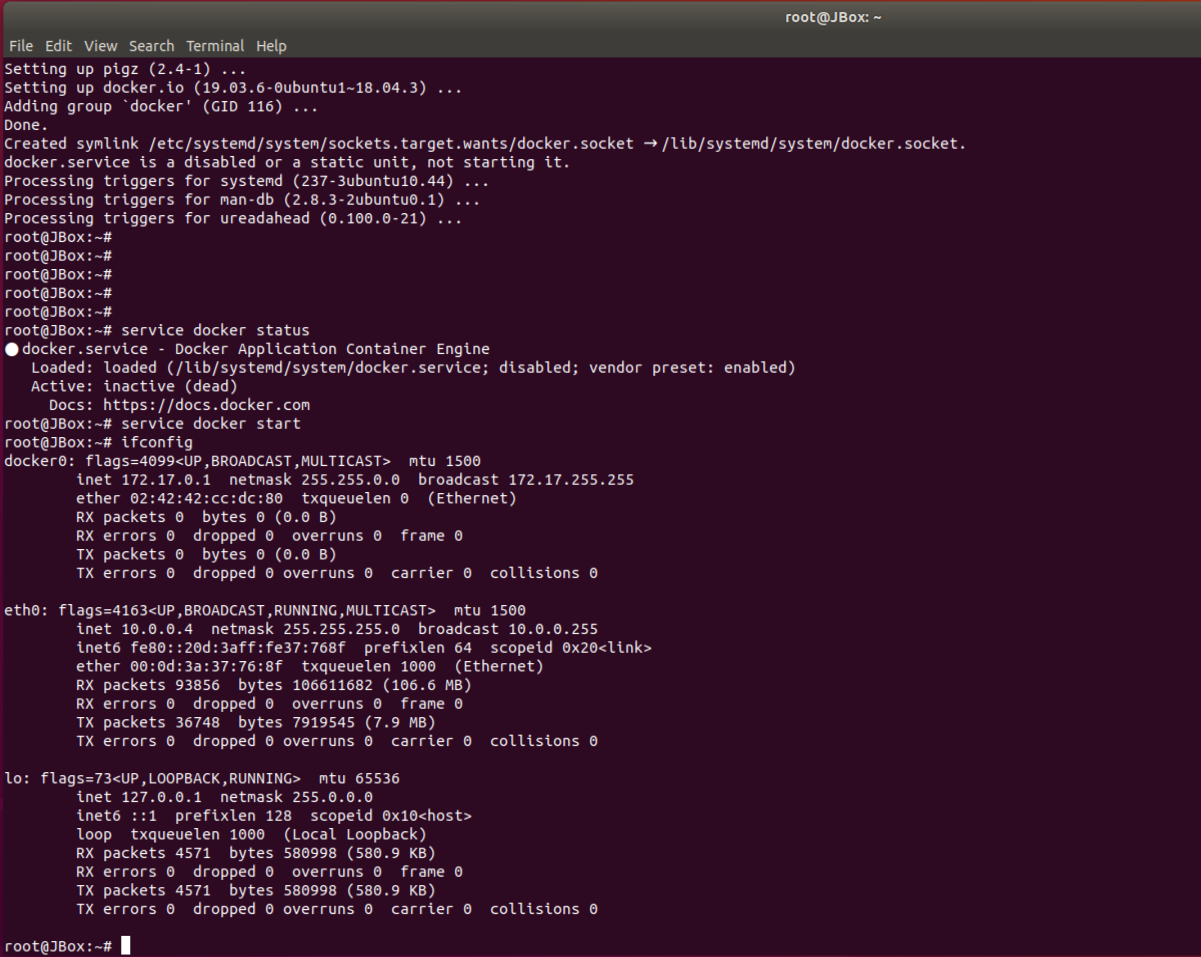 root@JBox: ~
File Edit View Search Terminal Help
Setting up pigz (2.4-1) ...
Setting up docker.io (19.03.6-0ubuntu1~18.04.3) ...
Adding group `docker' (GID 116) ...
Done.
Created symlink /etc/systemd/system/sockets.target.wants/docker.socket → /lib/systemd/system/docker.socket.
docker.service is a disabled or a static unit, not starting it.
Processing triggers for systemd (237-3ubuntu10.44) ...
Processing triggers for man-db (2.8.3-2ubuntu0.1) ...
Processing triggers for ureadahead (0.100.0-21) ...
root@JBox:~#
root@JBox:~#
root@JBox:~#
root@JBox:~#
root@JBox:~#
root@JBox:~# service docker status
● docker.service - Docker Application Container Engine
   Loaded: loaded (/lib/systemd/system/docker.service; disabled; vendor preset: enabled)
   Active: inactive (dead)
     Docs: https://docs.docker.com
root@JBox:~# service docker start
root@JBox:~# ifconfig
docker0: flags=4099<UP,BROADCAST,MULTICAST>  mtu 1500
        inet 172.17.0.1  netmask 255.255.0.0  broadcast 172.17.255.255
        ether 02:42:42:cc:dc:80  txqueuelen 0  (Ethernet)
        RX packets 0  bytes 0 (0.0 B)
        RX errors 0  dropped 0  overruns 0  frame 0
        TX packets 0  bytes 0 (0.0 B)
        TX errors 0  dropped 0 overruns 0  carrier 0  collisions 0

eth0: flags=4163<UP,BROADCAST,RUNNING,MULTICAST>  mtu 1500
        inet 10.0.0.4  netmask 255.255.255.0  broadcast 10.0.0.255
        inet6 fe80::20d:3aff:fe37:768f  prefixlen 64  scopeid 0x20<link>
        ether 00:0d:3a:37:76:8f  txqueuelen 1000  (Ethernet)
        RX packets 93856  bytes 106611682 (106.6 MB)
        RX errors 0  dropped 0  overruns 0  frame 0
        TX packets 36748  bytes 7919545 (7.9 MB)
        TX errors 0  dropped 0 overruns 0  carrier 0  collisions 0

lo: flags=73<UP,LOOPBACK,RUNNING>  mtu 65536
        inet 127.0.0.1  netmask 255.0.0.0
        inet6 ::1  prefixlen 128  scopeid 0x10<host>
        loop  txqueuelen 1000  (Local Loopback)
        RX packets 4571  bytes 580998 (580.9 KB)
        RX errors 0  dropped 0  overruns 0  frame 0
        TX packets 4571  bytes 580998 (580.9 KB)
        TX errors 0  dropped 0 overruns 0  carrier 0  collisions 0

root@JBox:~#